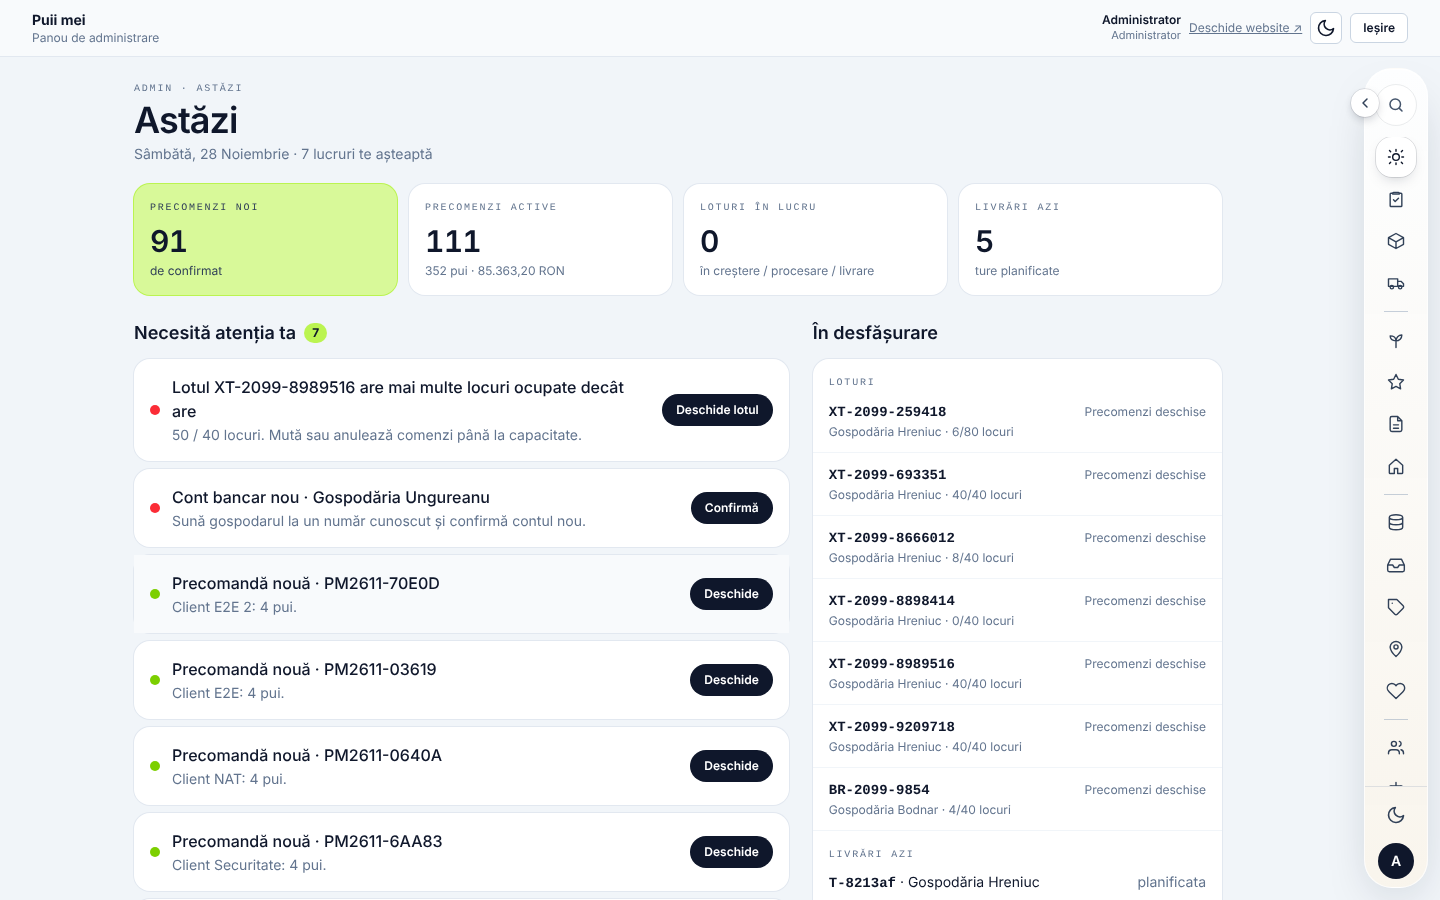 Puii mei
Panou de administrare
Administrator
Administrator
Deschide website ↗
Ieșire
ADMIN · ASTĂZI
Astăzi
Sâmbătă, 28 Noiembrie · 7 lucruri te așteaptă
PRECOMENZI NOI
91
de confirmat
PRECOMENZI ACTIVE
111
352 pui · 85.363,20 RON
LOTURI ÎN LUCRU
0
în creștere / procesare / livrare
LIVRĂRI AZI
5
ture planificate
Necesită atenția ta 7
Lotul XT-2099-8989516 are mai multe locuri ocupate decât
are
50 / 40 locuri. Mută sau anulează comenzi până la capacitate.
Deschide lotul
Cont bancar nou · Gospodăria Ungureanu
Sună gospodarul la un număr cunoscut și confirmă contul nou.
Confirmă
Precomandă nouă · PM2611-70E0D
Client E2E 2: 4 pui.
Deschide
Precomandă nouă · PM2611-03619
Client E2E: 4 pui.
Deschide
Precomandă nouă · PM2611-0640A
Client NAT: 4 pui.
Deschide
Precomandă nouă · PM2611-6AA83
Client Securitate: 4 pui.
Deschide
În desfășurare
LOTURI
XT-2099-259418
Precomenzi deschise
Gospodăria Hreniuc · 6/80 locuri
XT-2099-693351
Precomenzi deschise
Gospodăria Hreniuc · 40/40 locuri
XT-2099-8666012
Precomenzi deschise
Gospodăria Hreniuc · 8/40 locuri
XT-2099-8898414
Precomenzi deschise
Gospodăria Hreniuc · 0/40 locuri
XT-2099-8989516
Precomenzi deschise
Gospodăria Hreniuc · 40/40 locuri
XT-2099-9209718
Precomenzi deschise
Gospodăria Hreniuc · 40/40 locuri
BR-2099-9854
Precomenzi deschise
Gospodăria Bodnar · 4/40 locuri
LIVRĂRI AZI
T-8213af · Gospodăria Hreniuc
planificata
A